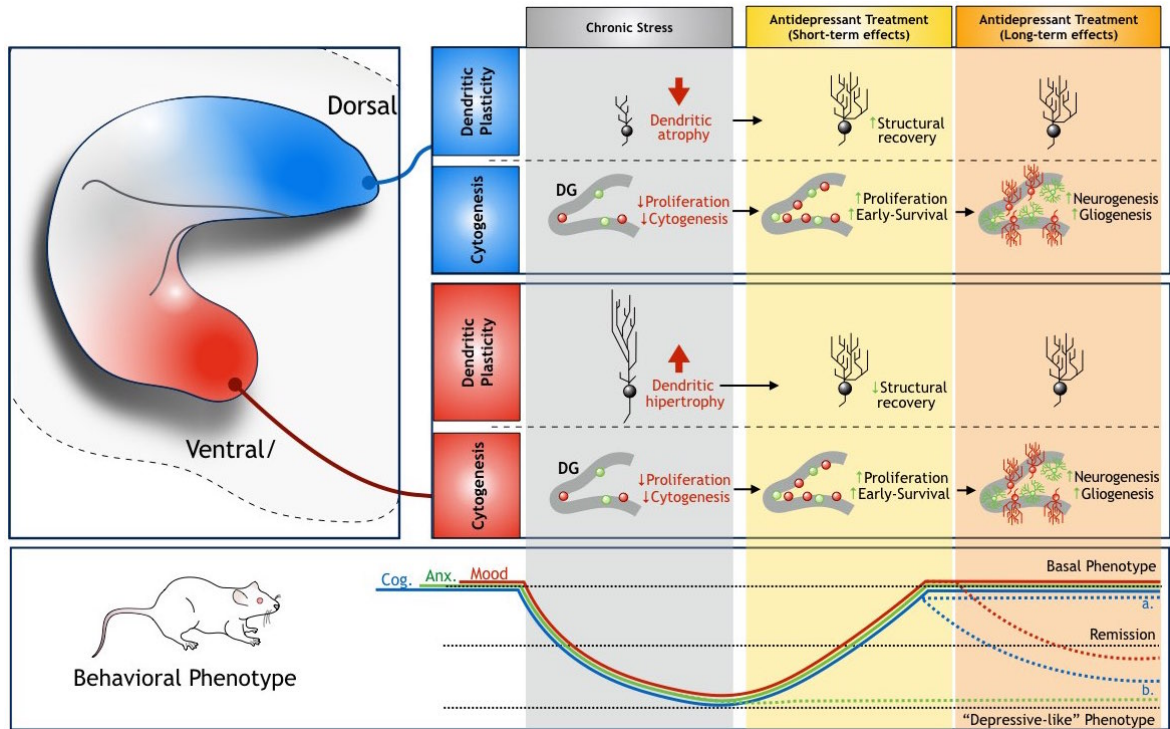 Chronic Stress
Antidepressant Treatment
(Short-term effects)
Antidepressant Treatment
(Long-term effects)
Dorsal
Ventral/
Dendritic
Plasticity
Dendritic
atrophy
↑Structural
recovery
Cytogenesis
DG
↓Proliferation
↓Cytogenesis
↑Proliferation
↑Early-Survival
↑Neurogenesis
↑Gliogenesis
Dendritic
Plasticity
Dendritic
hipertrophy
↓Structural
recovery
Cytogenesis
DG
↓Proliferation
↓Cytogenesis
↑Proliferation
↑Early-Survival
↑Neurogenesis
↑Gliogenesis
Behavioral Phenotype
Cog. Anx. Mood
Basal Phenotype
a.
Remission
b.
“Depressive-like” Phenotype